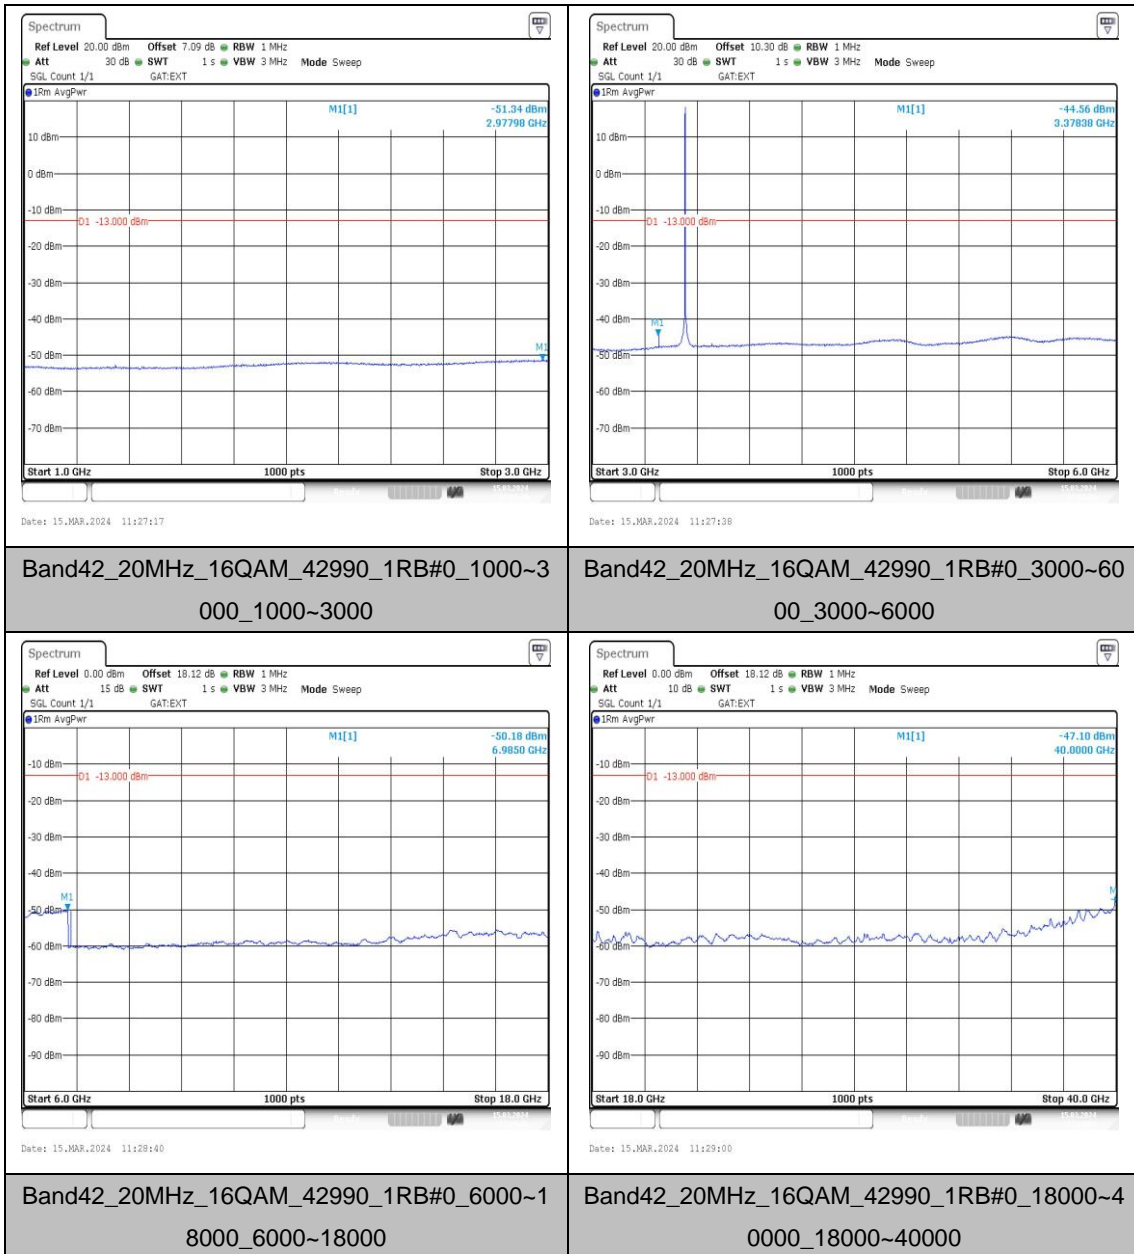 Spectrum
Ref Level 20.00 dBm Offset 7.09 dB RBW 1 MHz
Att 30 dB SWT 1 s VBW 3 MHz Mode Sweep
SGL Count 1/1 GAT:EXT
1Rm AvgPwr
M1[1] -51.34 dBm
2.97798 GHz
10 dBm
0 dBm
-10 dBm
D1 -13.000 dBm
-20 dBm
-30 dBm
-40 dBm
M1
-50 dBm
-60 dBm
-70 dBm
Start 1.0 GHz 1000 pts Stop 3.0 GHz
Date: 15.MAR.2024 11:27:17
Spectrum
Ref Level 20.00 dBm Offset 10.30 dB RBW 1 MHz
Att 30 dB SWT 1 s VBW 3 MHz Mode Sweep
SGL Count 1/1 GAT:EXT
1Rm AvgPwr
M1[1] -44.56 dBm
3.37838 GHz
10 dBm
0 dBm
-10 dBm
D1 -13.000 dBm
-20 dBm
-30 dBm
-40 dBm
M1
-50 dBm
-60 dBm
-70 dBm
Start 3.0 GHz 1000 pts Stop 6.0 GHz
Date: 15.MAR.2024 11:27:38
Band42_20MHz_16QAM_42990_1RB#0_1000~3
000_1000~3000
Band42_20MHz_16QAM_42990_1RB#0_3000~60
00_3000~6000
Spectrum
Ref Level 0.00 dBm Offset 18.12 dB RBW 1 MHz
Att 15 dB SWT 1 s VBW 3 MHz Mode Sweep
SGL Count 1/1 GAT:EXT
1Rm AvgPwr
M1[1] -50.18 dBm
6.9850 GHz
-10 dBm
D1 -13.000 dBm
-20 dBm
-30 dBm
-40 dBm
M1
-50 dBm
-60 dBm
-70 dBm
-80 dBm
-90 dBm
Start 6.0 GHz 1000 pts Stop 18.0 GHz
Date: 15.MAR.2024 11:28:40
Spectrum
Ref Level 0.00 dBm Offset 18.12 dB RBW 1 MHz
Att 10 dB SWT 1 s VBW 3 MHz Mode Sweep
SGL Count 1/1 GAT:EXT
1Rm AvgPwr
M1[1] -47.10 dBm
40.0000 GHz
-10 dBm
D1 -13.000 dBm
-20 dBm
-30 dBm
-40 dBm
-50 dBm
-60 dBm
-70 dBm
-80 dBm
-90 dBm
Start 18.0 GHz 1000 pts Stop 40.0 GHz
Date: 15.MAR.2024 11:29:00
Band42_20MHz_16QAM_42990_1RB#0_6000~1
8000_6000~18000
Band42_20MHz_16QAM_42990_1RB#0_18000~4
0000_18000~40000